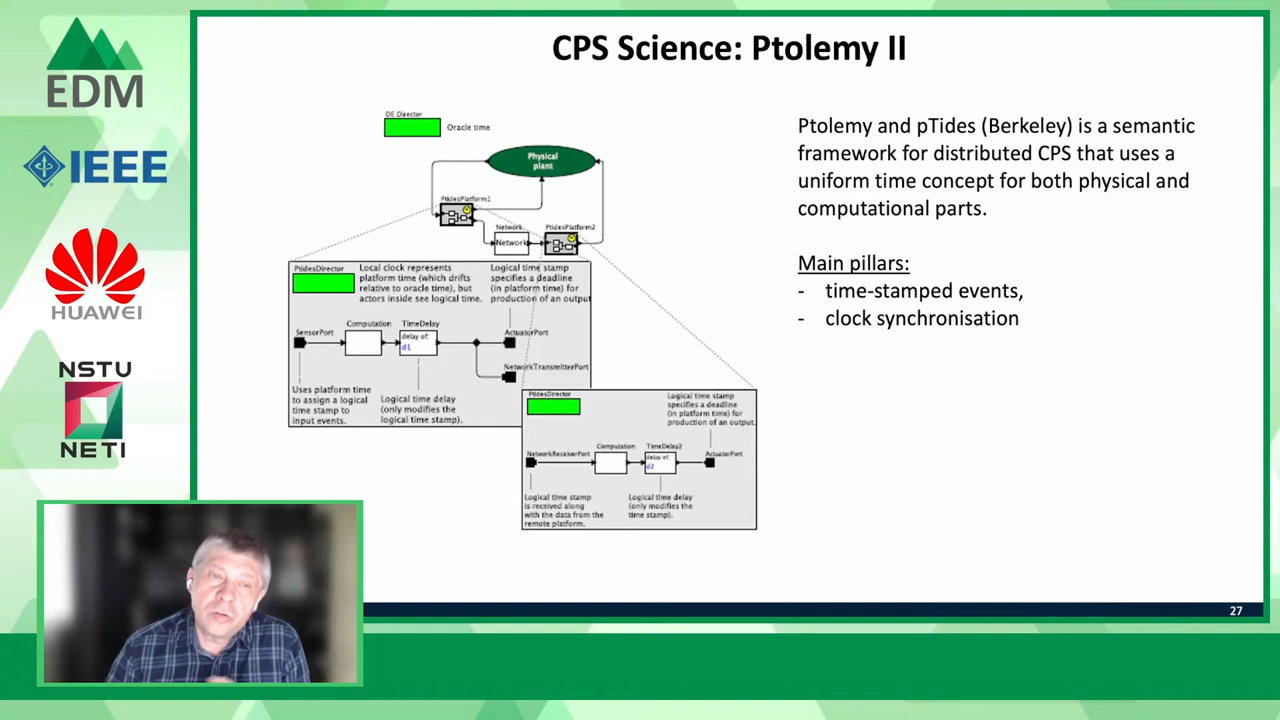 EDM
IEEE
HUAWEI
NSTU
NETI
CPS Science: Ptolemy II
DE Director
Oracle time
Physical
plant
PtidesPlatform1
Network
Network
PtidesPlatform2
PtidesDirector
Local clock represents
platform time (which drifts
relative to oracle time), but
actors inside see logical time.
Logical time stamp
specifies a deadline
(in platform time) for
production of an output
SensorPort
Computation
TimeDelay
delay of:
d1
ActuatorPort
NetworkTransmitterPort
Uses platform time
to assign a logical
time stamp to
input events.
Logical time delay
(only modifies the
logical time stamp).
PtidesDirector
Logical time stamp
specifies a deadline
(in platform time) for
production of an output.
NetworkReceiverPort
Computation
TimeDelay2
delay of:
d2
ActuatorPort
Logical time stamp
is received along
with the data from the
remote platform.
Logical time delay
(only modifies the
time stamp).
Ptolemy and pTides (Berkeley) is a semantic
framework for distributed CPS that uses a
uniform time concept for both physical and
computational parts.
Main pillars:
- time-stamped events,
- clock synchronisation
27